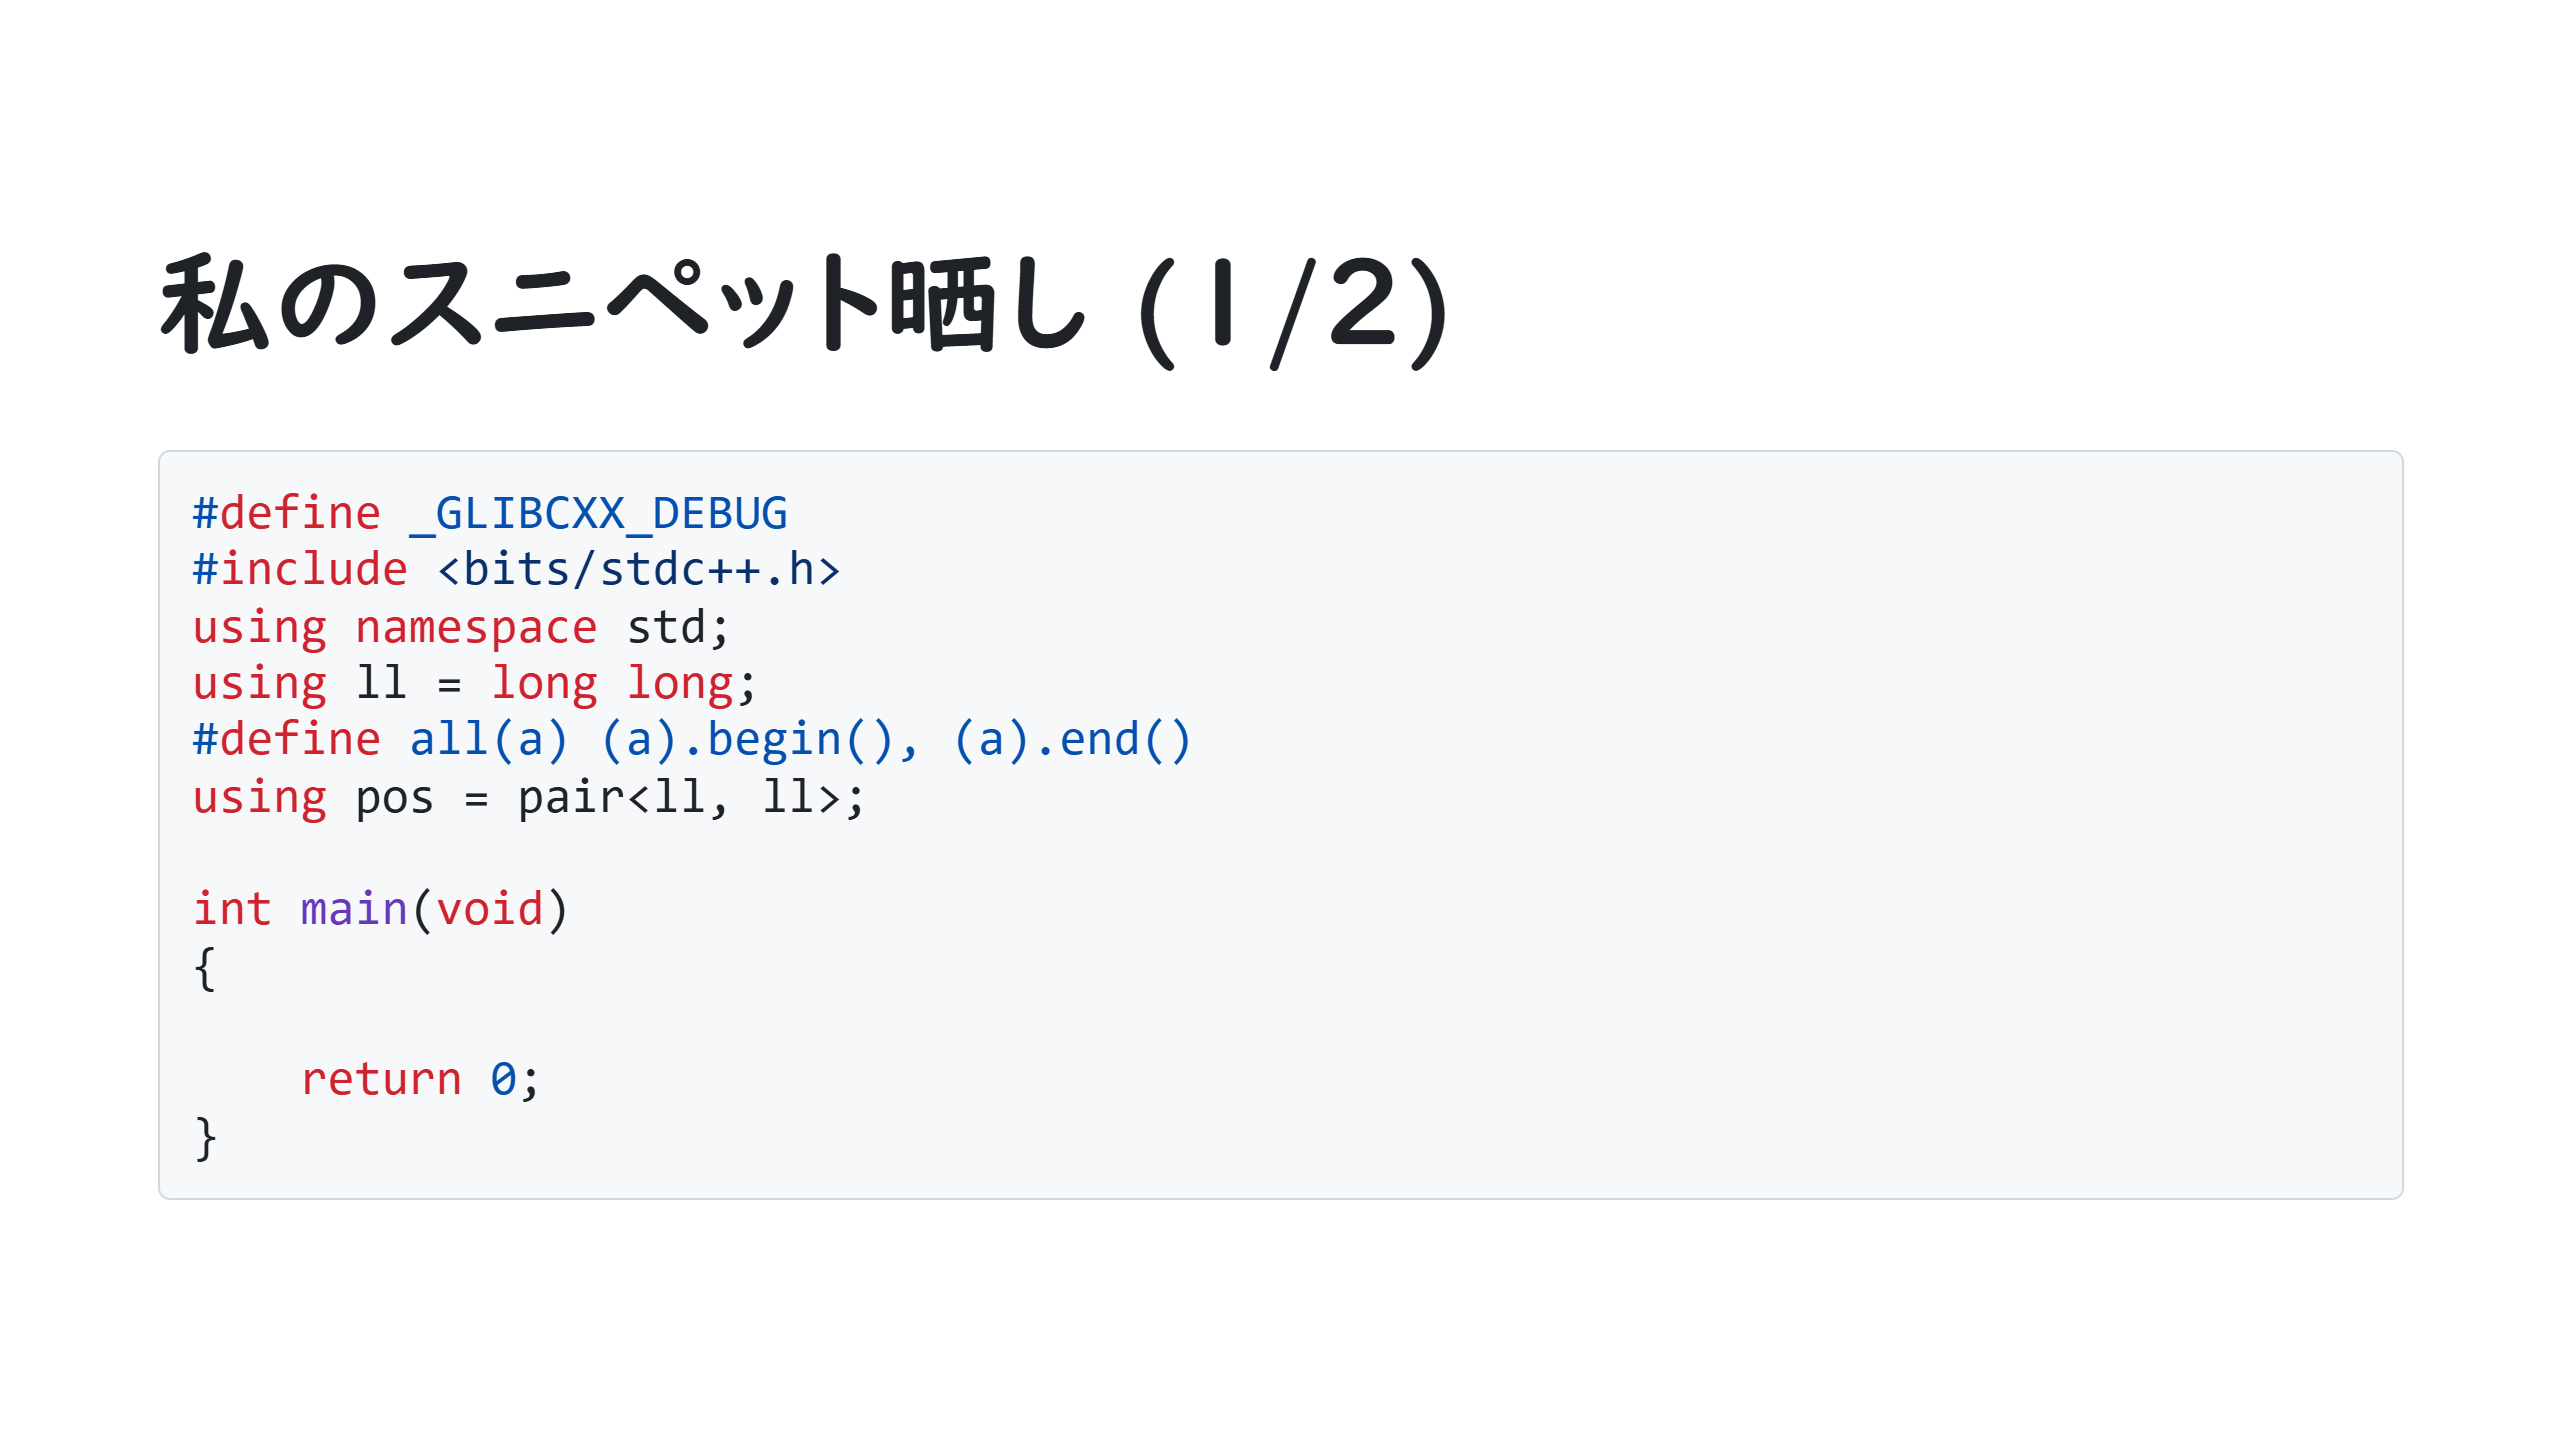 私のスニペット晒し (1/2)
#define _GLIBCXX_DEBUG
#include <bits/stdc++.h>
using namespace std;
using ll = long long;
#define all(a) (a).begin(), (a).end()
using pos = pair<ll, ll>;
int main(void)
{
    return 0;
}